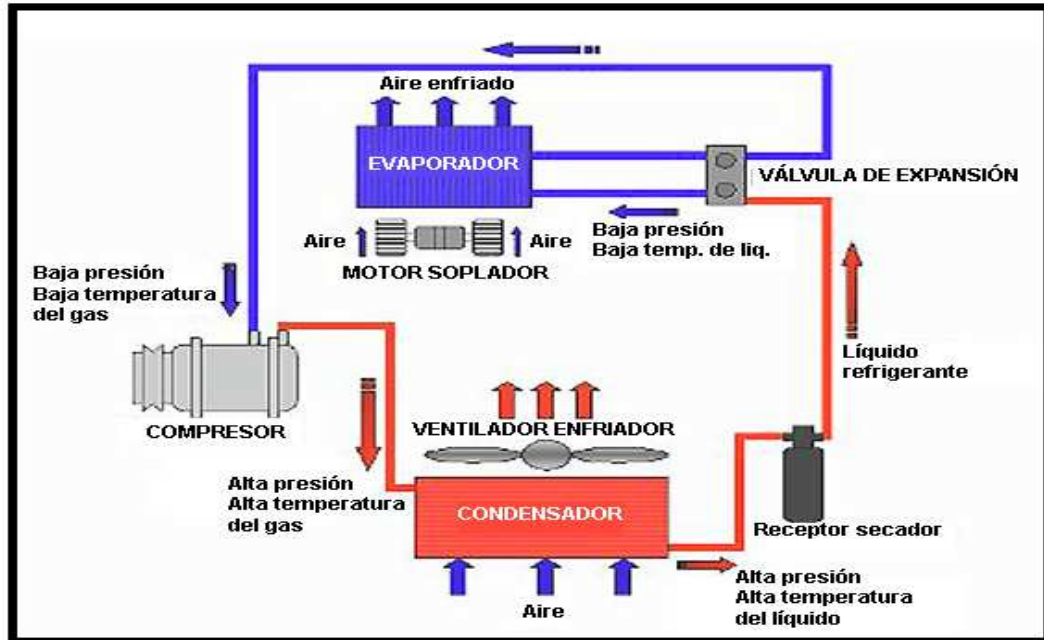 Aire enfriado
EVAPORADOR
VÁLVULA DE EXPANSIÓN
Baja presión
Baja temp. de liq.
Aire
Aire
MOTOR SOPLADOR
Baja presión
Baja temperatura
del gas
Líquido
refrigerante
COMPRESOR
VENTILADOR ENFRIADOR
Alta presión
Alta temperatura
del gas
CONDENSADOR
Receptor secador
Aire
Alta presión
Alta temperatura
del líquido